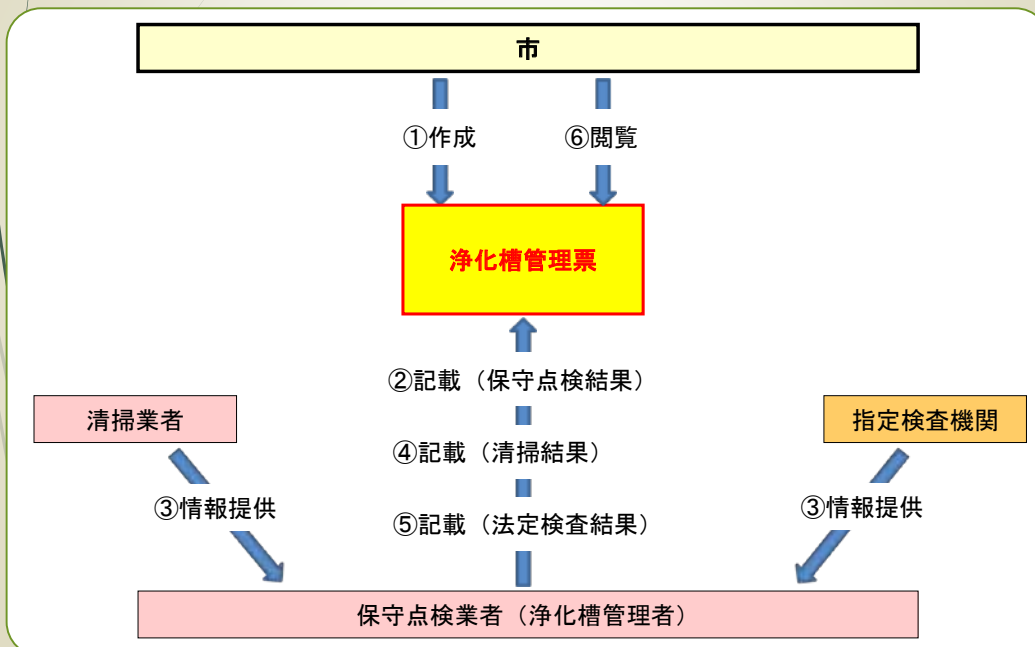 市
①作成
⑥閲覧
浄化槽管理票
②記載（保守点検結果）
清掃業者
指定検査機関
④記載（清掃結果）
③情報提供
③情報提供
⑤記載（法定検査結果）
保守点検業者（浄化槽管理者）